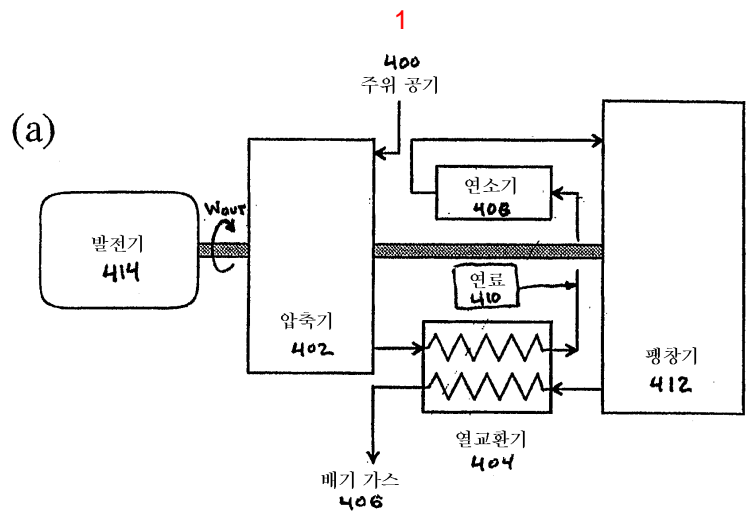 1
400
주위 공기
(a)
연소기
408
Wout
발전기
414
연료
410
압축기
402
팽창기
412
열교환기
404
배기 가스
406